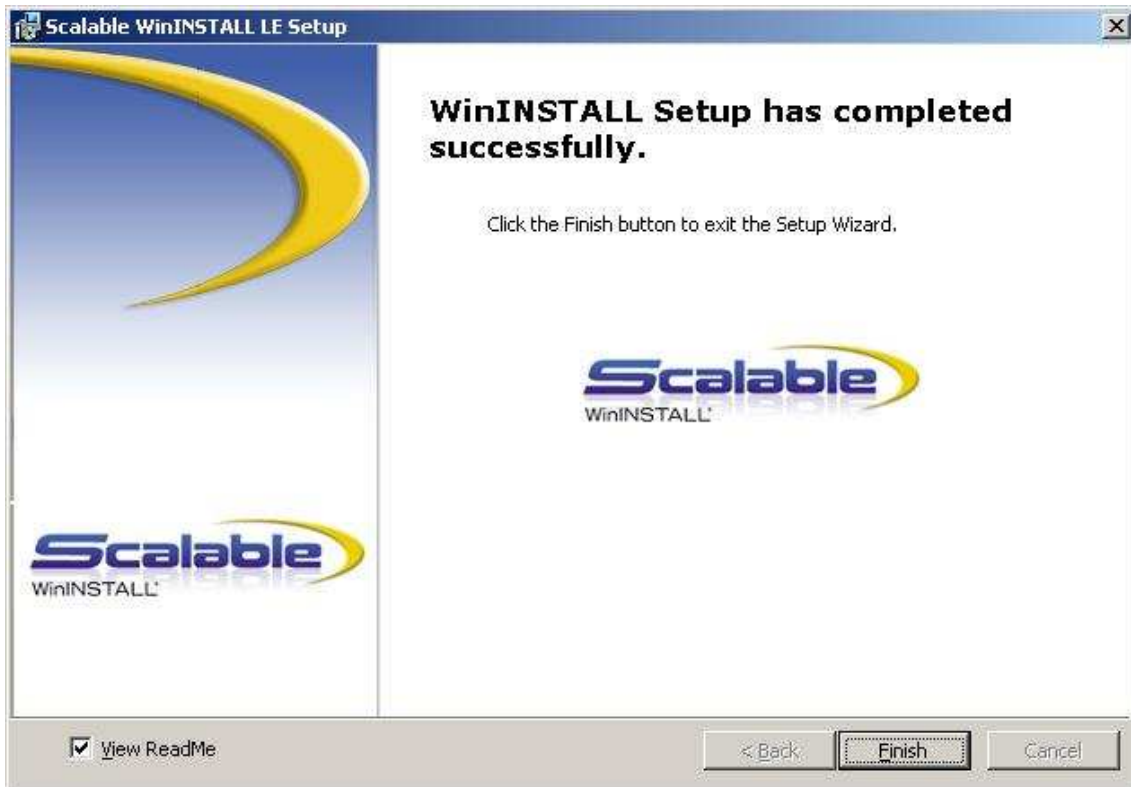 Scalable WinINSTALL LE Setup
WinINSTALL Setup has completed
successfully.
Click the Finish button to exit the Setup Wizard.
Scalable
WinINSTALL
Scalable
WinINSTALL
View ReadMe
< Back
Finish
Cancel